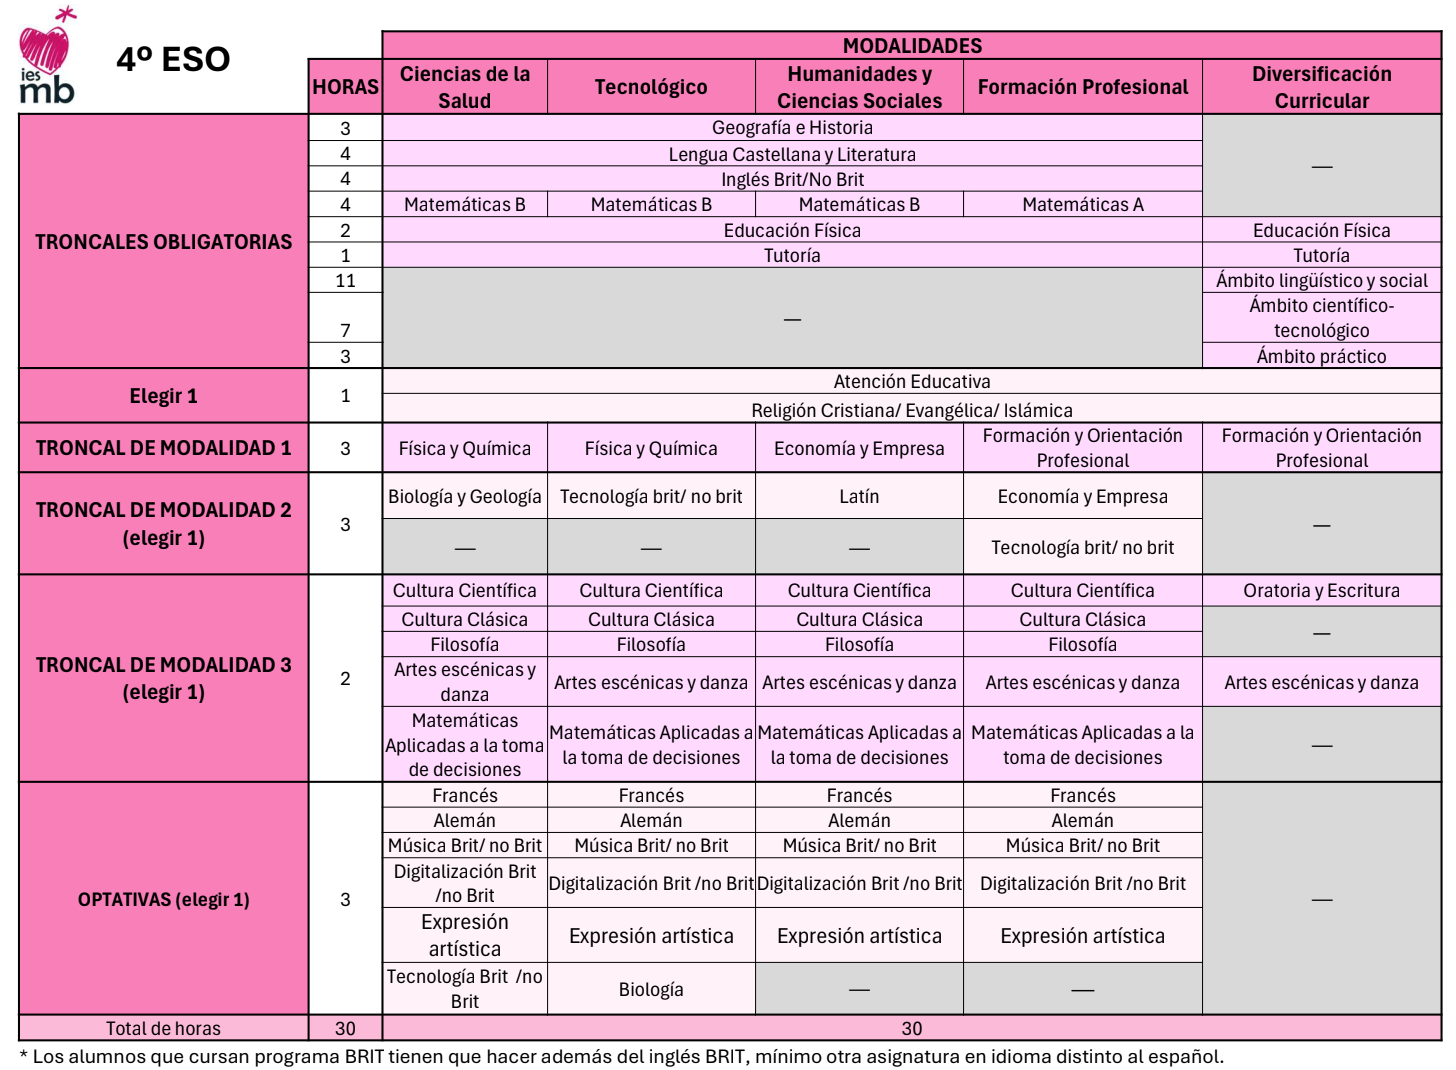 ies
mb
4º ESO
MODALIDADES
HORAS
Ciencias de la
Salud
Tecnológico
Humanidades y
Ciencias Sociales
Formación Profesional
Diversificación
Curricular
TRONCALES OBLIGATORIAS
3
Geografía e Historia
—
4
Lengua Castellana y Literatura
4
Inglés Brit/No Brit
4
Matemáticas B
Matemáticas B
Matemáticas B
Matemáticas A
2
Educación Física
Educación Física
1
Tutoría
Tutoría
11
—
Ámbito lingüístico y social
7
Ámbito científico-
tecnológico
3
Ámbito práctico
Elegir 1
1
Atención Educativa
Religión Cristiana/ Evangélica/ Islámica
TRONCAL DE MODALIDAD 1
3
Física y Química
Física y Química
Economía y Empresa
Formación y Orientación
Profesional
Formación y Orientación
Profesional
TRONCAL DE MODALIDAD 2
(elegir 1)
3
Biología y Geología
Tecnología brit/ no brit
Latín
Economía y Empresa
—
—
—
—
Tecnología brit/ no brit
TRONCAL DE MODALIDAD 3
(elegir 1)
2
Cultura Científica
Cultura Científica
Cultura Científica
Cultura Científica
Oratoria y Escritura
Cultura Clásica
Cultura Clásica
Cultura Clásica
Cultura Clásica
—
Filosofía
Filosofía
Filosofía
Filosofía
Artes escénicas y
danza
Artes escénicas y danza
Artes escénicas y danza
Artes escénicas y danza
Artes escénicas y danza
Matemáticas
Aplicadas a la toma
de decisiones
Matemáticas Aplicadas a
la toma de decisiones
Matemáticas Aplicadas a
la toma de decisiones
Matemáticas Aplicadas a la
toma de decisiones
—
OPTATIVAS (elegir 1)
3
Francés
Francés
Francés
Francés
—
Alemán
Alemán
Alemán
Alemán
Música Brit/ no Brit
Música Brit/ no Brit
Música Brit/ no Brit
Música Brit/ no Brit
Digitalización Brit
/no Brit
Digitalización Brit /no Brit
Digitalización Brit /no Brit
Digitalización Brit /no Brit
Expresión
artística
Expresión artística
Expresión artística
Expresión artística
Tecnología Brit /no
Brit
Biología
—
—
Total de horas
30
30
* Los alumnos que cursan programa BRIT tienen que hacer además del inglés BRIT, mínimo otra asignatura en idioma distinto al español.